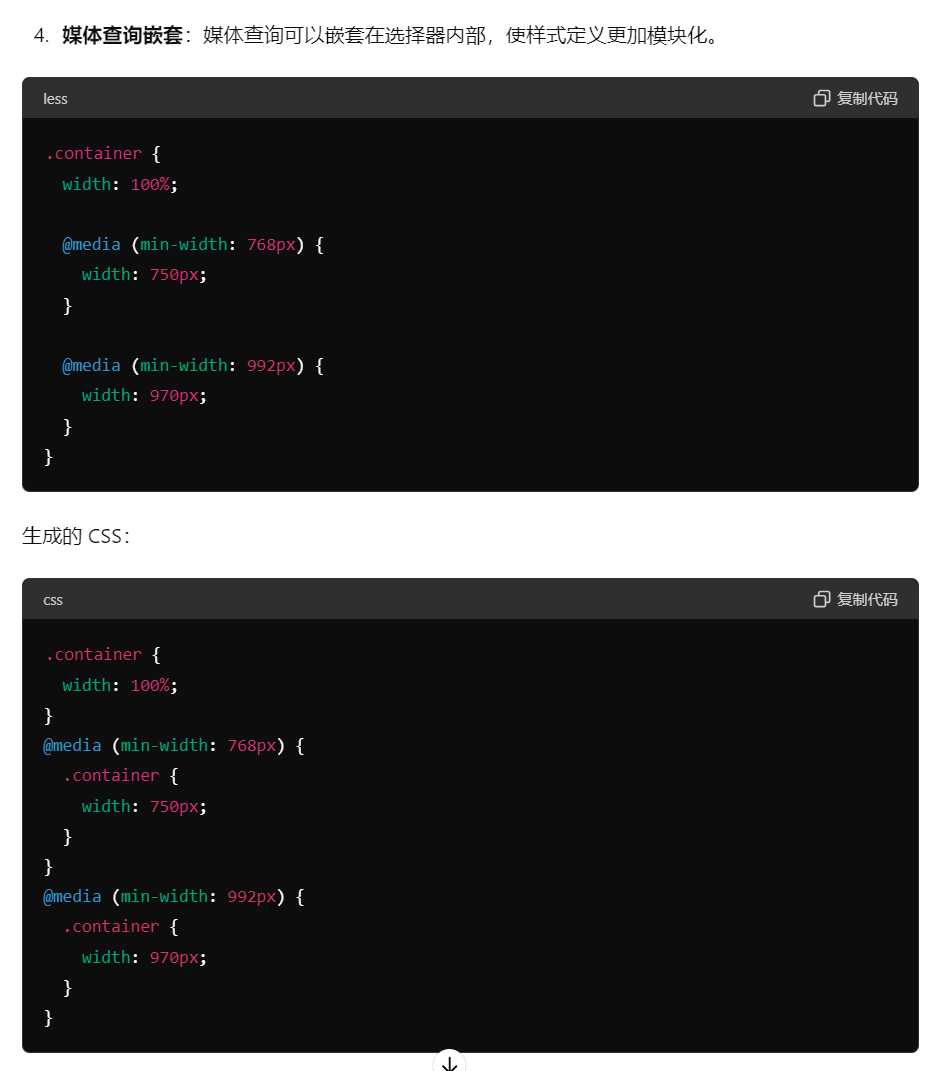 4. 媒体查询嵌套：媒体查询可以嵌套在选择器内部，使样式定义更加模块化。
less
复制代码
.container {
  width: 100%;
  @media (min-width: 768px) {
    width: 750px;
  }
  @media (min-width: 992px) {
    width: 970px;
  }
}
生成的 CSS：
css
复制代码
.container {
  width: 100%;
}
@media (min-width: 768px) {
  .container {
    width: 750px;
  }
}
@media (min-width: 992px) {
  .container {
    width: 970px;
  }
}